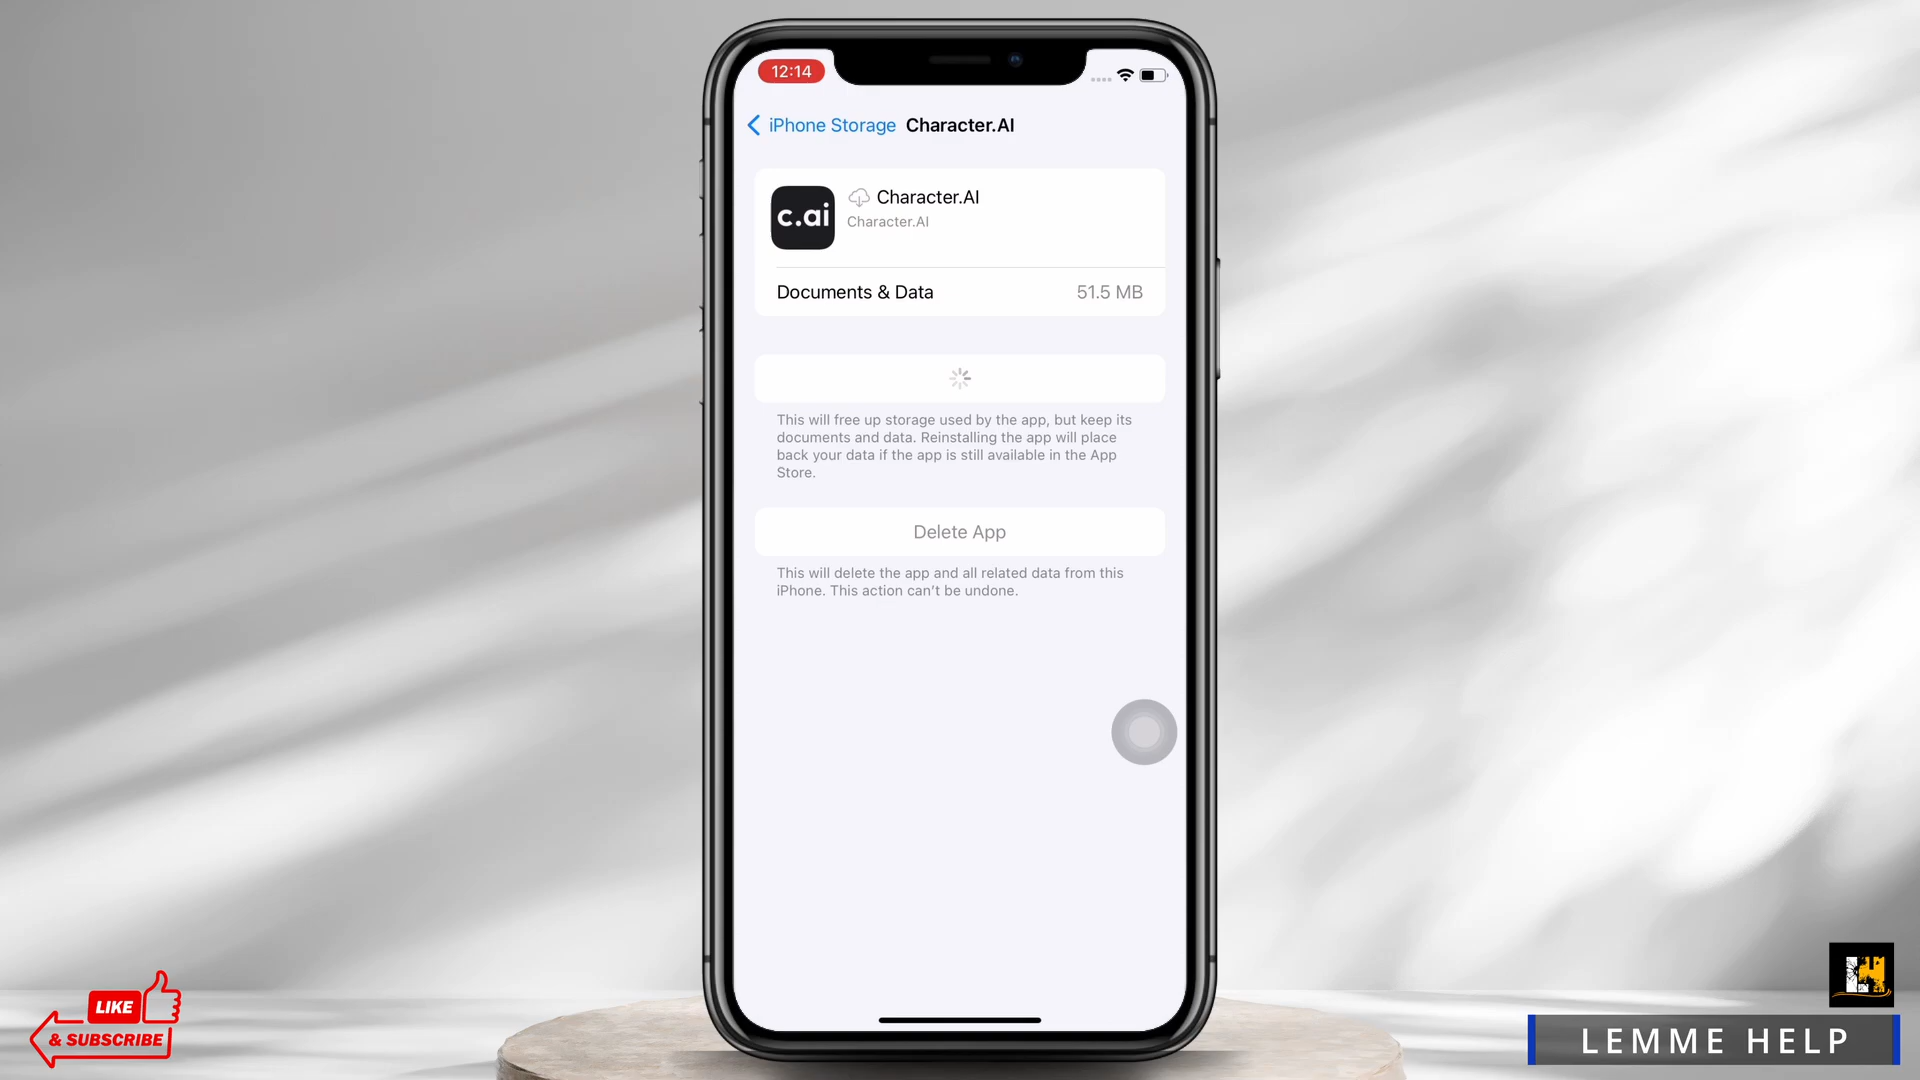 12:14
iPhone Storage Character.AI
c.ai
Character.AI
Character.AI
Documents & Data 51.5 MB
This will free up storage used by the app, but keep its
documents and data. Reinstalling the app will place
back your data if the app is still available in the App
Store.
Delete App
This will delete the app and all related data from this
iPhone. This action can't be undone.
LIKE
& SUBSCRIBE
LH
LEMME HELP